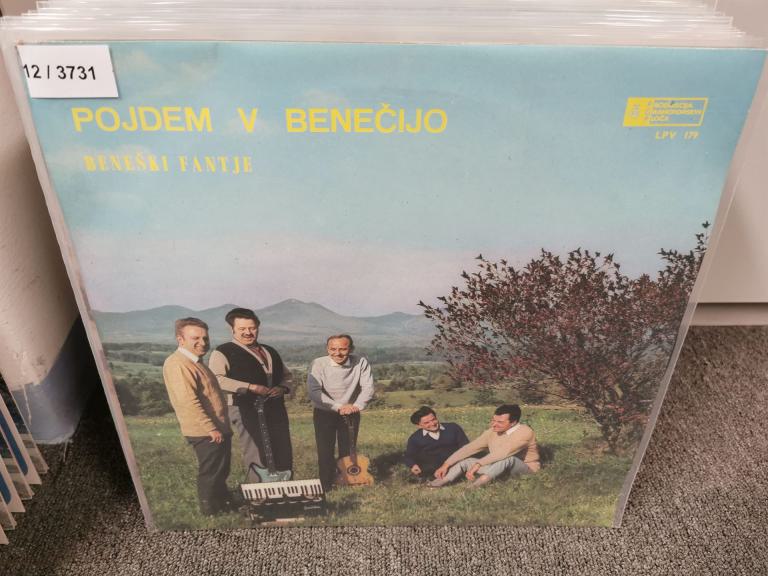 12 / 3731
POJDEM V BENEČIJO
BENEŠKI FANTJE
LPV 179